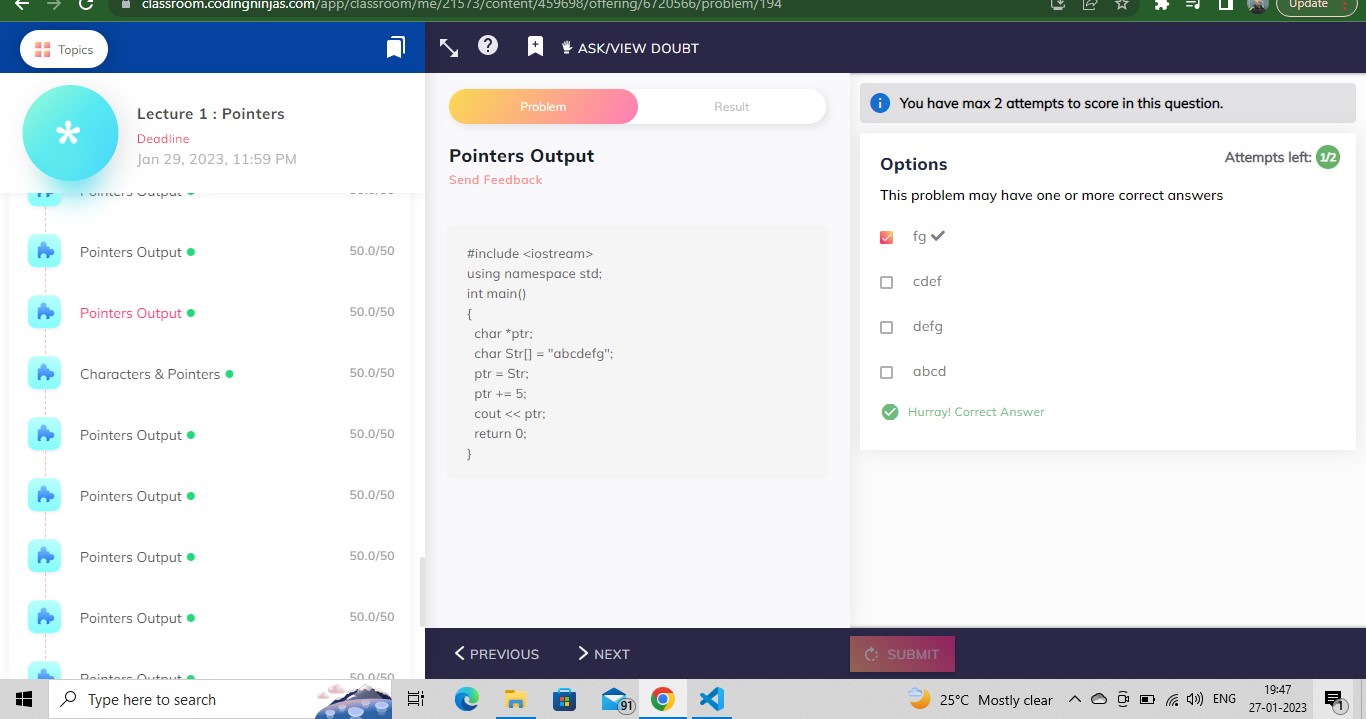 classroom.codingninjas.com/app/classroom/me/21573/content/459698/offering/6720566/problem/194
Update
Topics
ASK/VIEW DOUBT
Lecture 1 : Pointers
Deadline
Jan 29, 2023, 11:59 PM
Pointers Output
50.0/50
Pointers Output
50.0/50
Pointers Output
50.0/50
Characters & Pointers
50.0/50
Pointers Output
50.0/50
Pointers Output
50.0/50
Pointers Output
50.0/50
Pointers Output
50.0/50
Pointers Output
50.0/50
Problem
Result
Pointers Output
Send Feedback
#include <iostream>
using namespace std;
int main()
{
char *ptr;
char Str[] = "abcdefg";
ptr = Str;
ptr += 5;
cout << ptr;
return 0;
}
You have max 2 attempts to score in this question.
Options
Attempts left: 1/2
This problem may have one or more correct answers
fg
cdef
defg
abcd
Hurray! Correct Answer
PREVIOUS
NEXT
SUBMIT
Type here to search
91
25°C Mostly clear
ENG
19:47
27-01-2023
1